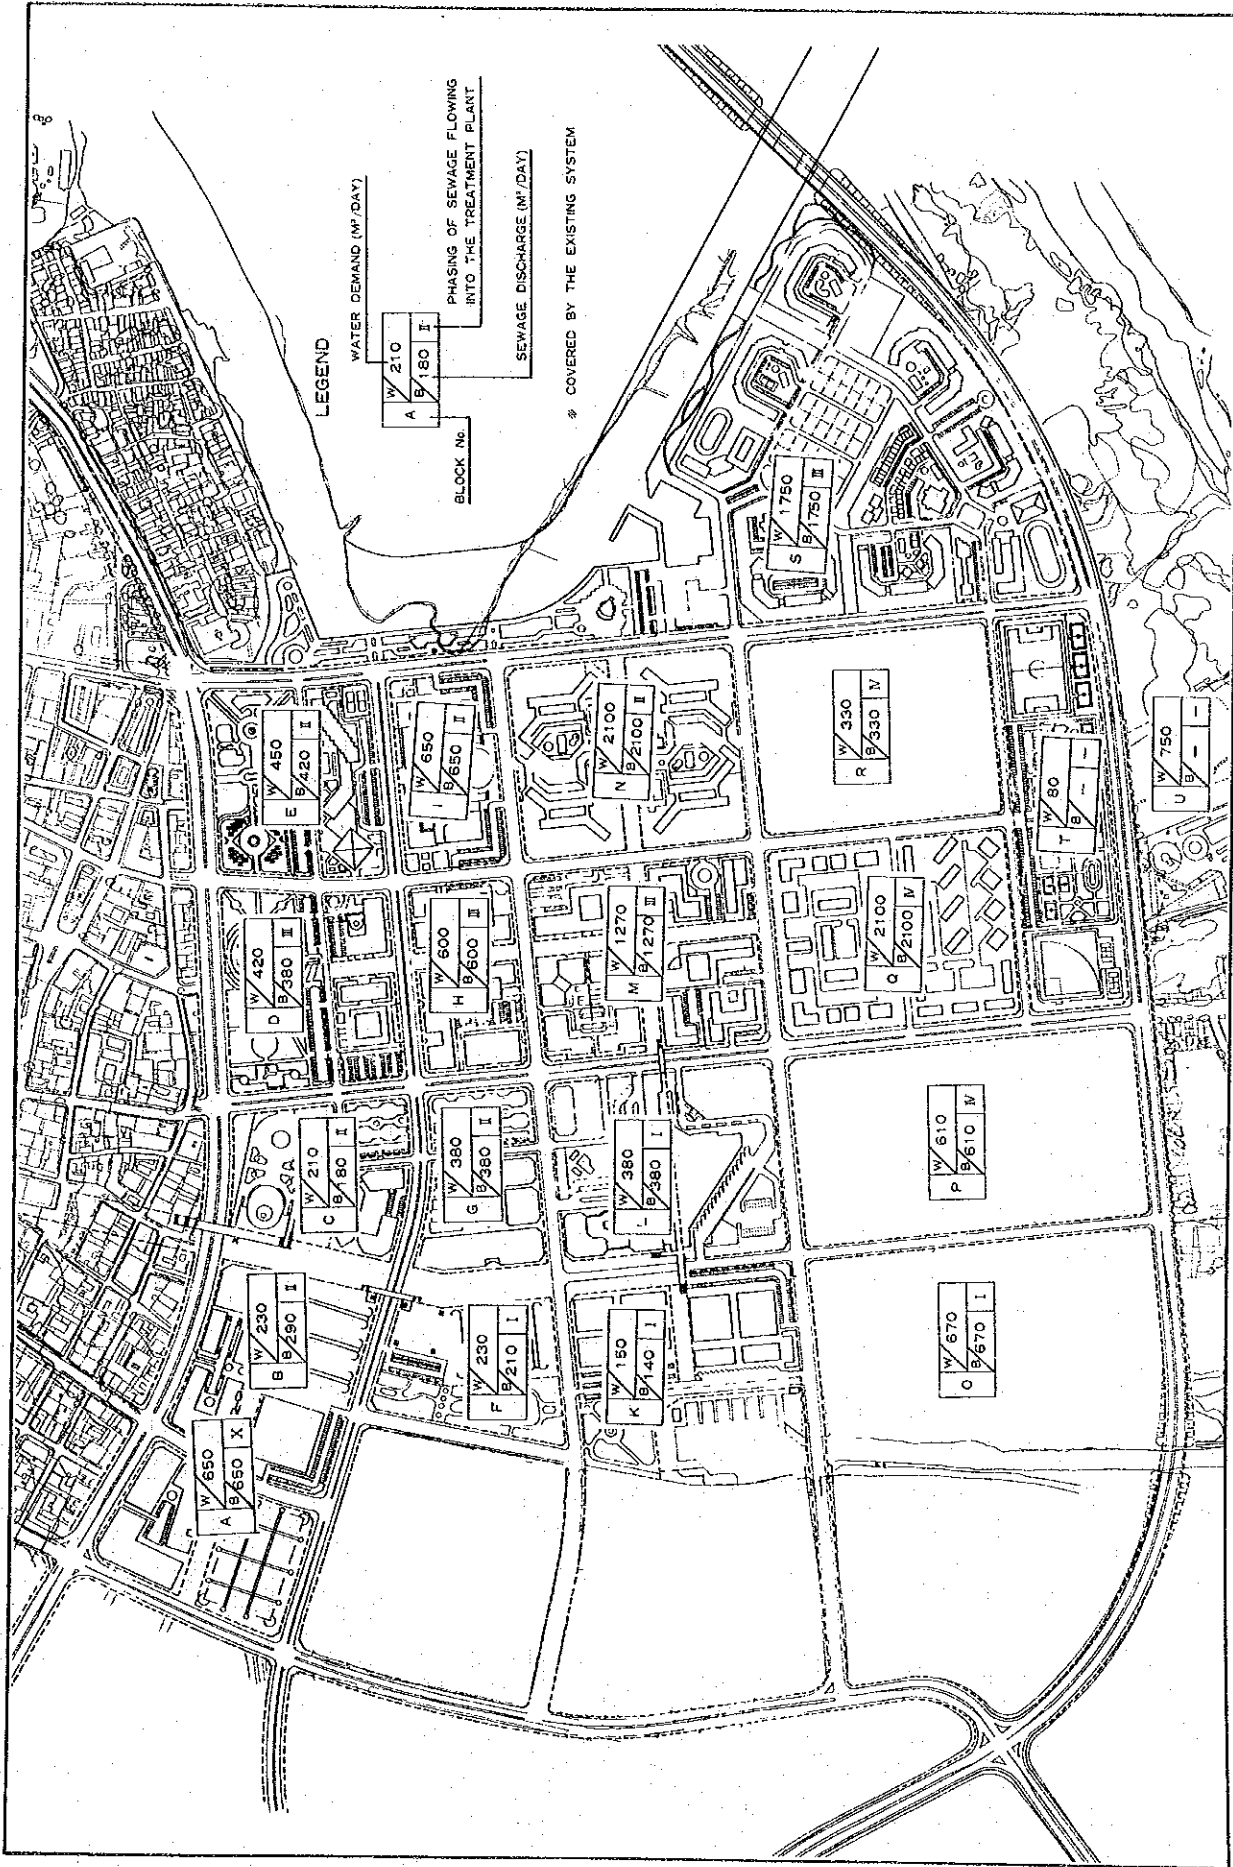 LEGEND
WATER DEMAND (M³/DAY)
A
W 210
B 180 II
PHASING OF SEWAGE FLOWING
INTO THE TREATMENT PLANT
SEWAGE DISCHARGE (M³/DAY)
BLOCK No.
※ COVERED BY THE EXISTING SYSTEM
A
W 650
B 650 X
B
W 230
B 290 II
C
W 210
B 180 II
D
W 420
B 380 II
E
W 450
B 420 II
F
W 230
B 210 I
G
W 380
B 380 II
H
W 600
B 600 II
I
W 650
B 650 II
K
W 150
B 140 I
L
W 380
B 380 I
M
W 1270
B 1270 II
N
W 2100
B 2100 II
O
W 670
B 670 I
P
W 610
B 610 IV
Q
W 2100
B 2100 IV
R
W 330
B 330 IV
S
W 1750
B 1750 III
T
W 80
B — —
U
W 750
B — —